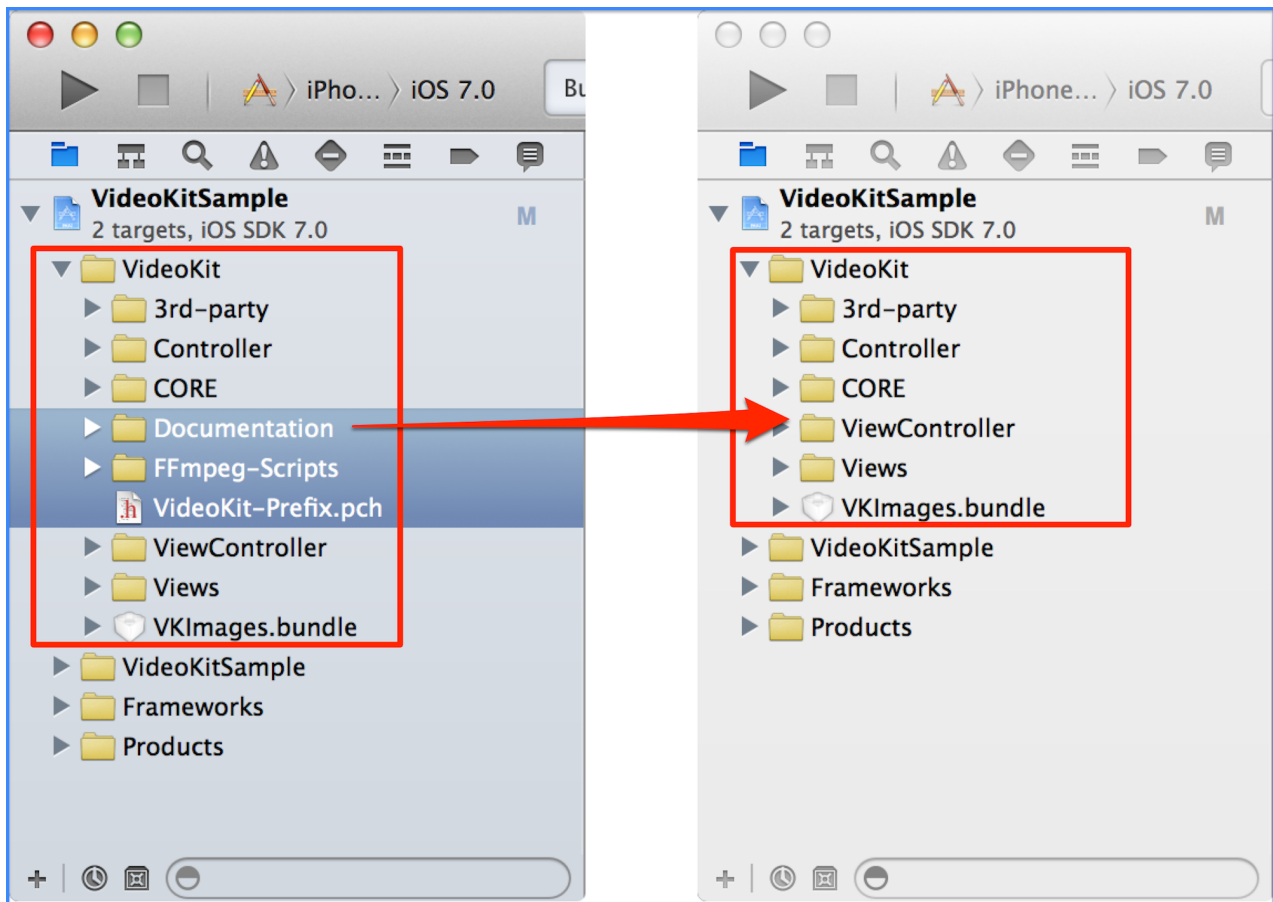 iPho... iOS 7.0 Bu
VideoKitSample
2 targets, iOS SDK 7.0 M
VideoKit
3rd-party
Controller
CORE
Documentation
FFmpeg-Scripts
VideoKit-Prefix.pch
ViewController
Views
VKImages.bundle
VideoKitSample
Frameworks
Products
iPhone... iOS 7.0
VideoKitSample
2 targets, iOS SDK 7.0 M
VideoKit
3rd-party
Controller
CORE
ViewController
Views
VKImages.bundle
VideoKitSample
Frameworks
Products